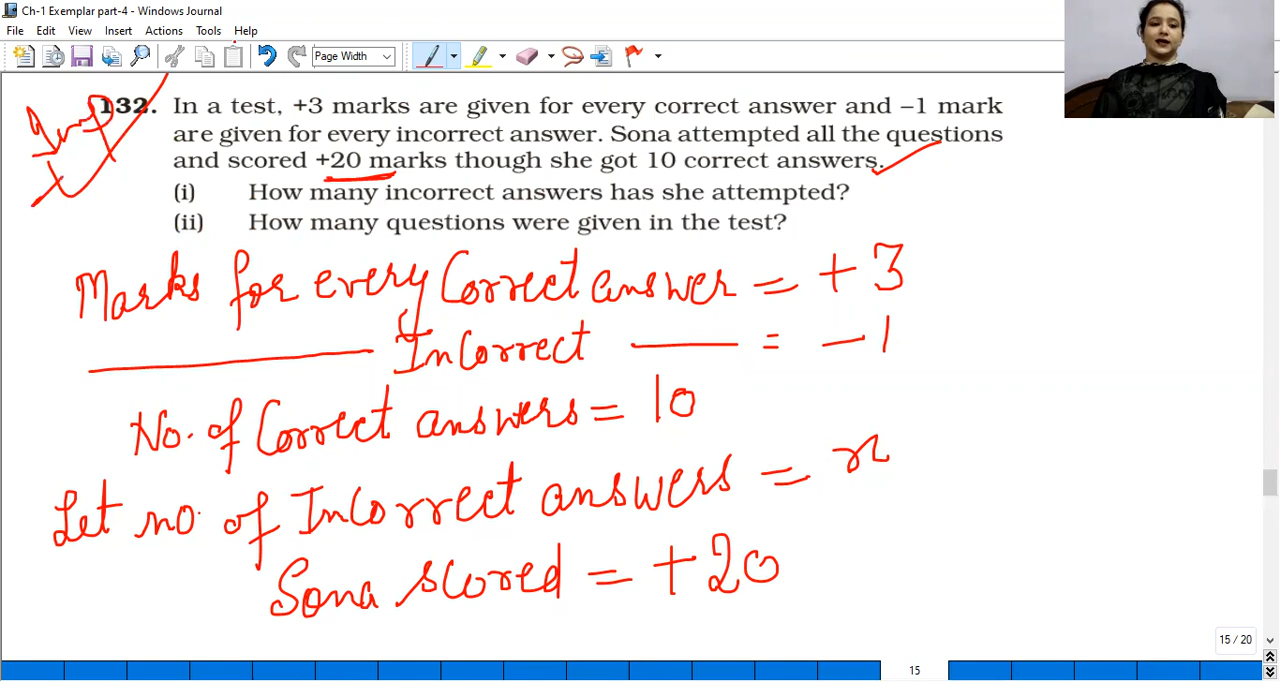 Ch-1 Exemplar part-4 - Windows Journal
File Edit View Insert Actions Tools Help
Page Width
Imp 132. In a test, +3 marks are given for every correct answer and –1 mark
are given for every incorrect answer. Sona attempted all the questions
and scored +20 marks though she got 10 correct answers.
(i) How many incorrect answers has she attempted?
(ii) How many questions were given in the test?
Marks for every Correct answer = +3
Incorrect = -1
No. of Correct answers = 10
Let no. of Incorrect answers = x
Sona scored = +20
15 / 20
15